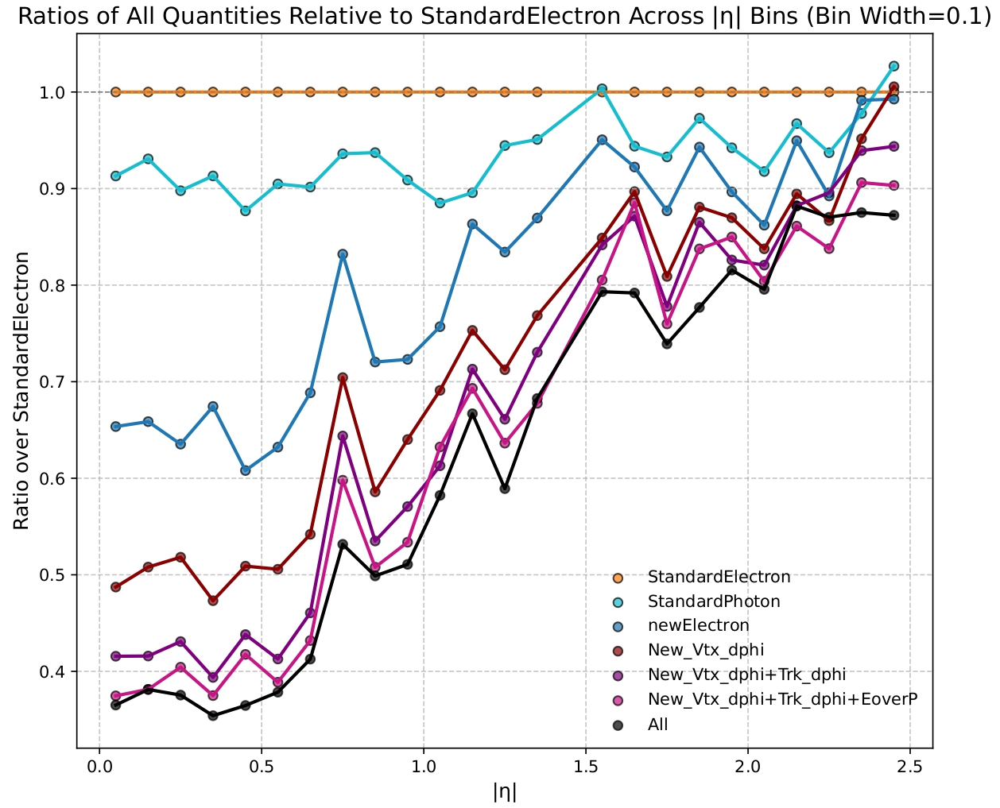 Ratios of All Quantities Relative to StandardElectron Across |η| Bins (Bin Width=0.1)
Ratio over StandardElectron
1.0
0.9
0.8
0.7
0.6
0.5
0.4
StandardElectron
StandardPhoton
newElectron
New_Vtx_dphi
New_Vtx_dphi+Trk_dphi
New_Vtx_dphi+Trk_dphi+EoverP
All
0.0 0.5 1.0 1.5 2.0 2.5
|η|